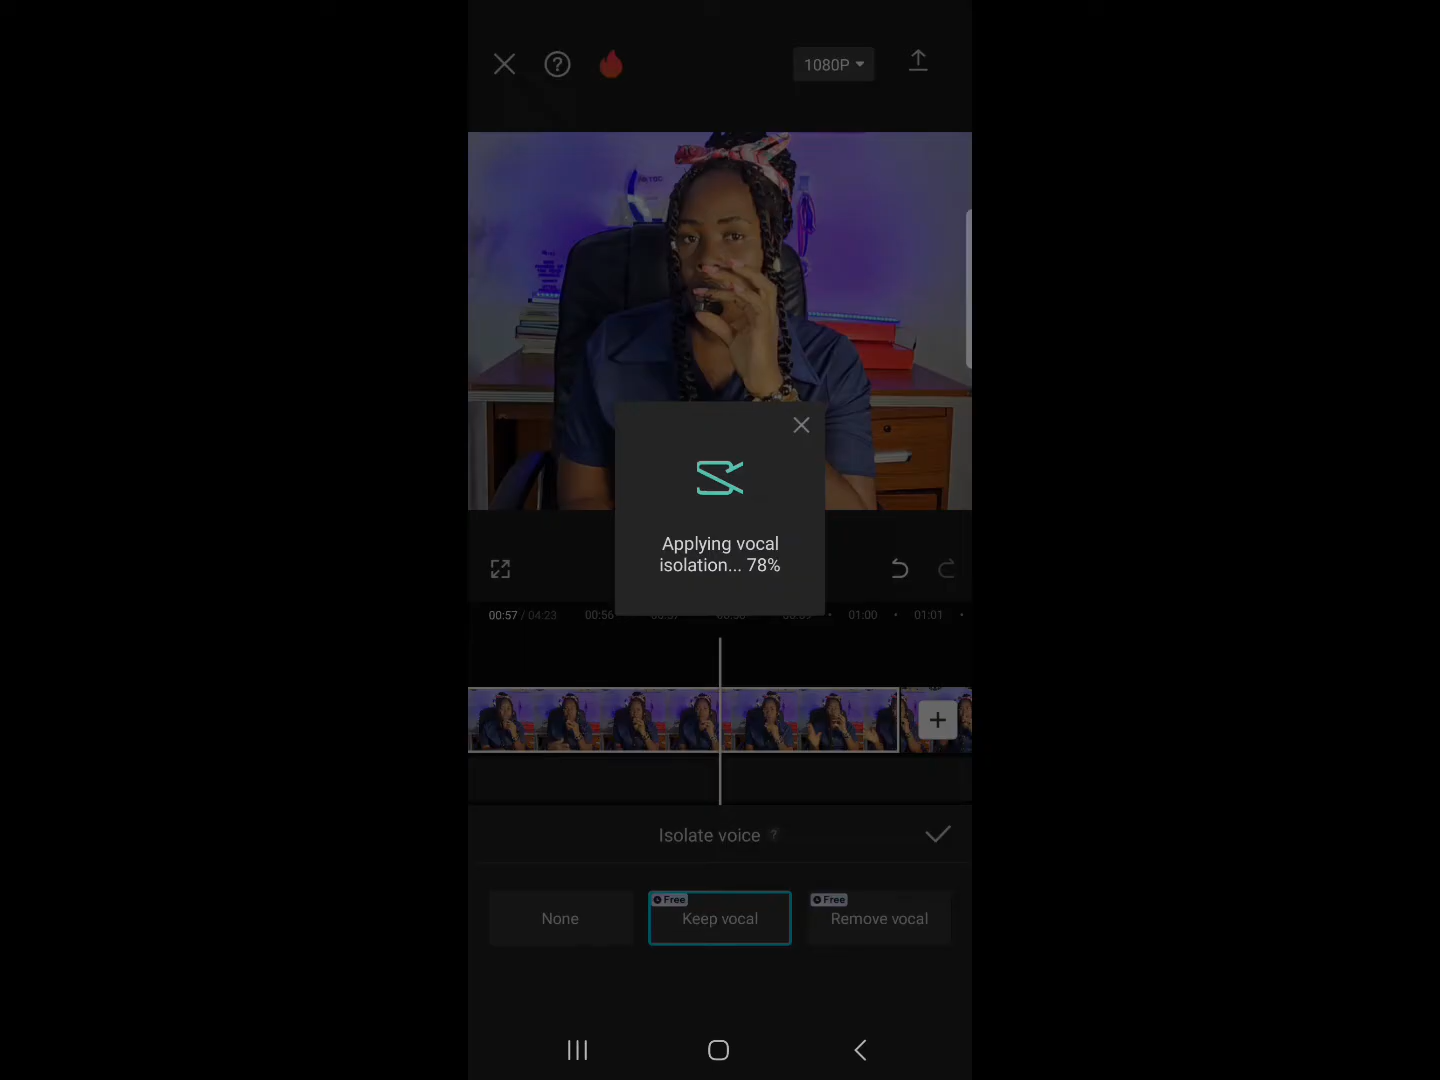 1080P
Applying vocal
isolation... 78%
00:57 / 04:23
00:56
01:00
01:01
Isolate voice ?
None
Free
Keep vocal
Free
Remove vocal